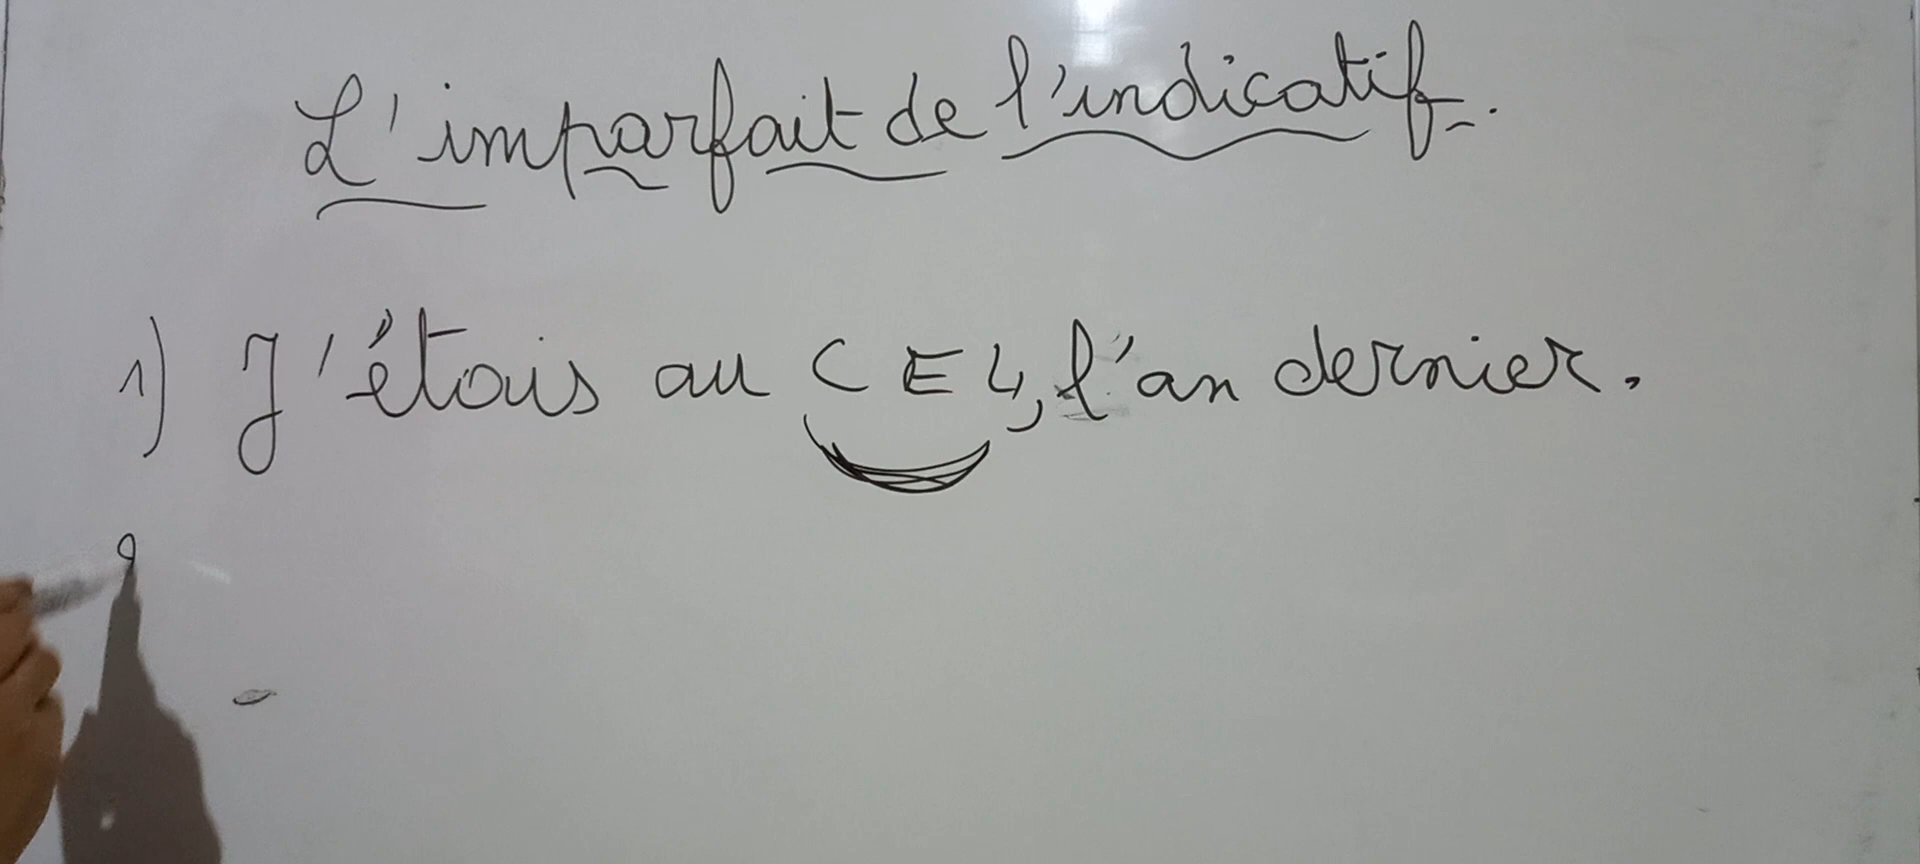 L'imparfait de l'indicatif.
1) J'étais au CE4, l'an dernier.